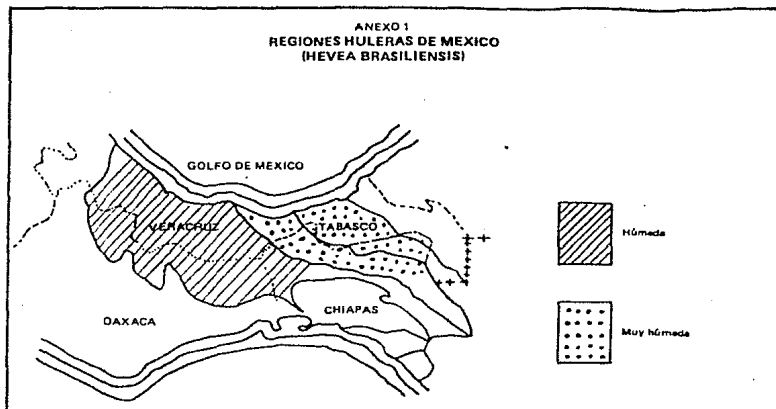 ANEXO 1
REGIONES HULERAS DE MEXICO
(HEVEA BRASILIENSIS)
GOLFO DE MEXICO
VERACRUZ
TABASCO
Húmeda
OAXACA
CHIAPAS
Muy húmeda